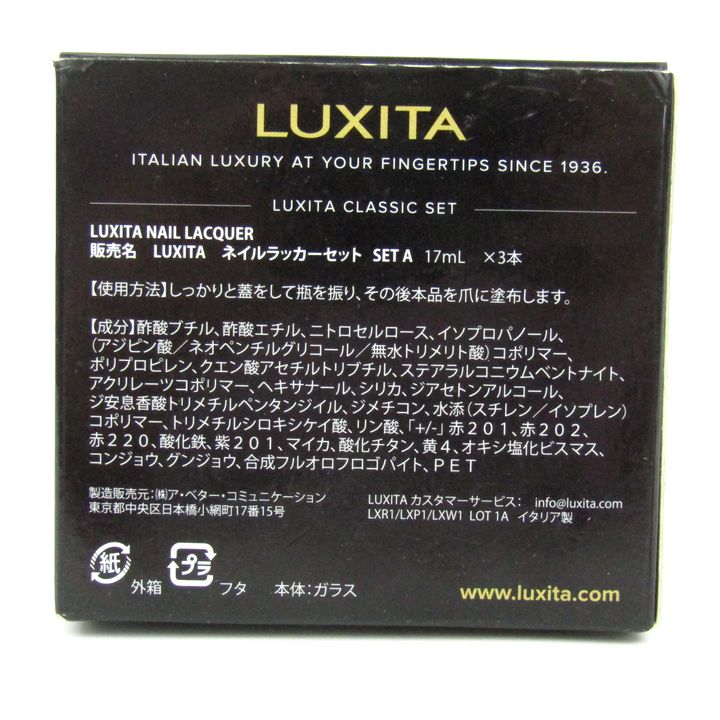 LUXITA
ITALIAN LUXURY AT YOUR FINGERTIPS SINCE 1936.
LUXITA CLASSIC SET
LUXITA NAIL LACQUER
販売名 LUXITA ネイルラッカーセット SET A 17mL ×3本
【使用方法】しっかりと蓋をして瓶を振り、その後本品を爪に塗布します。
【成分】酢酸ブチル、酢酸エチル、ニトロセルロース、イソプロパノール、
（アジピン酸／ネオペンチルグリコール／無水トリメリト酸）コポリマー、
ポリプロピレン、クエン酸アセチルトリブチル、ステアラルコニウムベントナイト、
アクリレーツコポリマー、ヘキサナール、シリカ、ジアセトンアルコール、
ジ安息香酸トリメチルペンタンジイル、ジメチコン、水添（スチレン／イソプレン）
コポリマー、トリメチルシロキシケイ酸、リン酸、「+/-」赤２０１、赤２０２、
赤２２０、酸化鉄、紫２０１、マイカ、酸化チタン、黄４、オキシ塩化ビスマス、
コンジョウ、グンジョウ、合成フルオロフロゴパイト、ＰＥＴ
製造販売元：㈱ア・ベター・コミュニケーション
東京都中央区日本橋小網町17番15号
LUXITA カスタマーサービス： info@luxita.com
LXR1/LXP1/LXW1 LOT 1A イタリア製
紙 外箱 プラ フタ 本体：ガラス
www.luxita.com